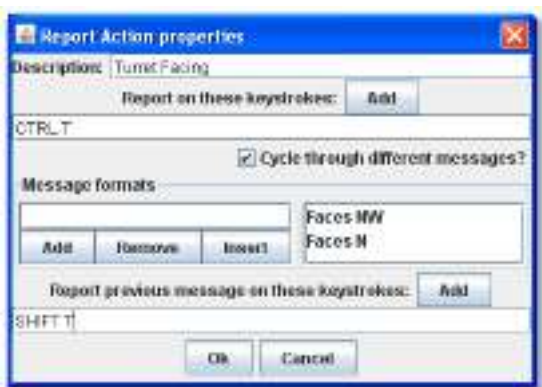 Report Action properties
Description: Turret Facing
Report on these keystrokes: Add
CTRL T
Cycle through different messages?
Message formats
Faces NW
Faces N
Add Remove Insert
Report previous message on these keystrokes: Add
SHIFT T
Ok Cancel